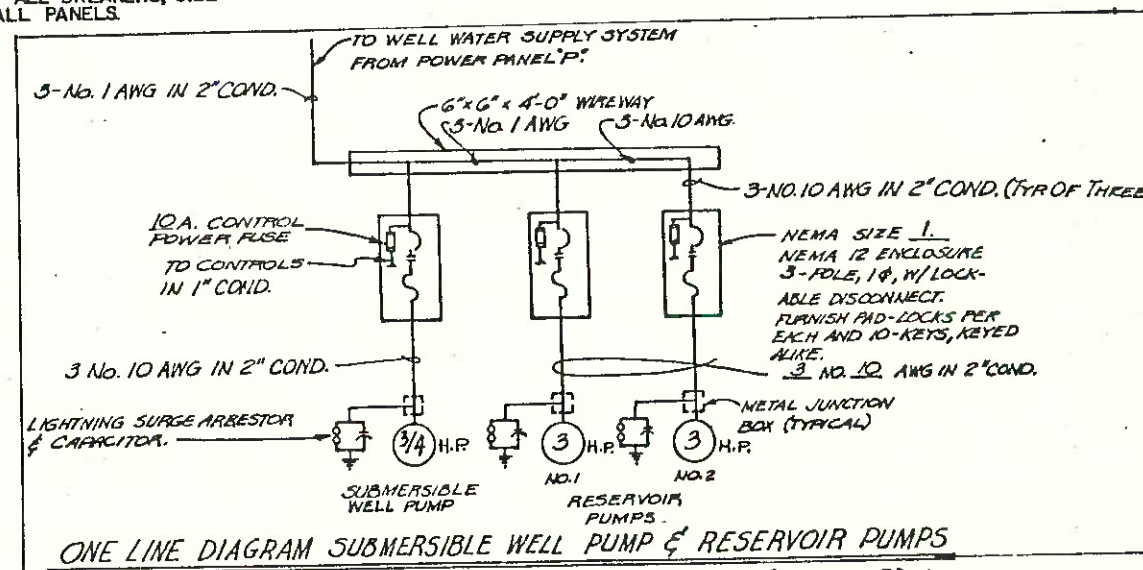 ALL PANELS.
TO WELL WATER SUPPLY SYSTEM
FROM POWER PANEL "P".
3-No. 1 AWG IN 2" COND.
6" x 6" x 4'-0" WIREWAY
3-No. 1 AWG
3-No. 10 AWG.
3-NO. 10 AWG IN 2" COND. (TYP. OF THREE
10 A. CONTROL
POWER FUSE
TO CONTROLS
IN 1" COND.
NEMA SIZE 1.
NEMA 12 ENCLOSURE
3-POLE, 1Φ, W/LOCK-
ABLE DISCONNECT.
FURNISH PAD-LOCKS PER
EACH AND 10-KEYS, KEYED
ALIKE.
3 No. 10 AWG IN 2" COND.
3 NO. 10 AWG IN 2" COND.
LIGHTNING SURGE ARRESTOR
& CAPACITOR.
METAL JUNCTION
BOX (TYPICAL)
3/4 H.P.
3 H.P.
3 H.P.
NO. 1
NO. 2
SUBMERSIBLE
WELL PUMP
RESERVOIR
PUMPS.
ONE LINE DIAGRAM SUBMERSIBLE WELL PUMP & RESERVOIR PUMPS